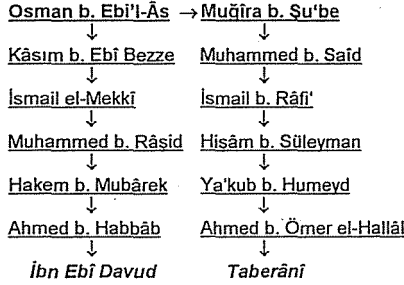 Osman b. Ebi'l-Âs → Muğîra b. Şu'be
↓ ↓
Kâsım b. Ebî Bezze Muhammed b. Saîd
↓ ↓
İsmail el-Mekkî İsmail b. Râfi'
↓ ↓
Muhammed b. Râşid Hişâm b. Süleyman
↓ ↓
Hakem b. Mubârek Ya'kub b. Humeyd
↓ ↓
Ahmed b. Habbâb Ahmed b. Ömer el-Hallâl
↓ ↓
İbn Ebî Davud Taberânî